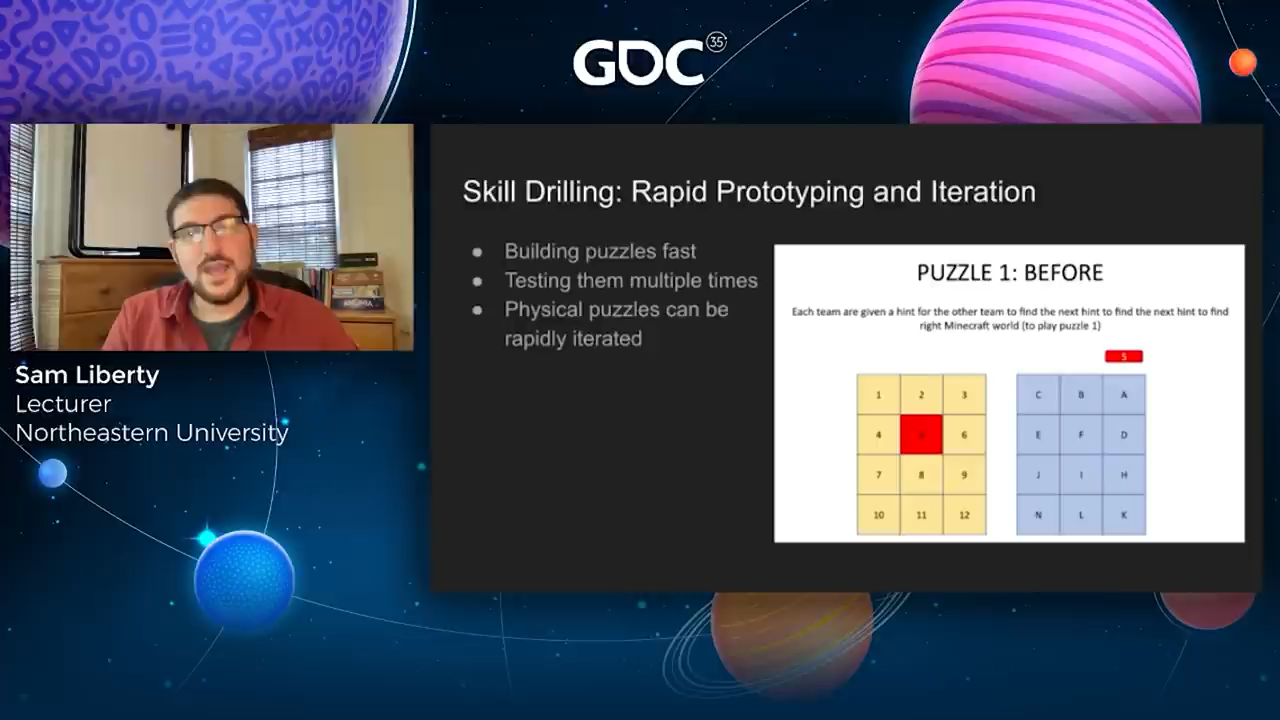 GDC 35
Skill Drilling: Rapid Prototyping and Iteration
● Building puzzles fast
● Testing them multiple times
● Physical puzzles can be
rapidly iterated
PUZZLE 1: BEFORE
Each team are given a hint for the other team to find the next hint to find the next hint to find
right Minecraft world (to play puzzle 1)
5
1 2 3
4 6
7 8 9
10 11 12
C B A
E F D
J I H
N L K
Sam Liberty
Lecturer
Northeastern University